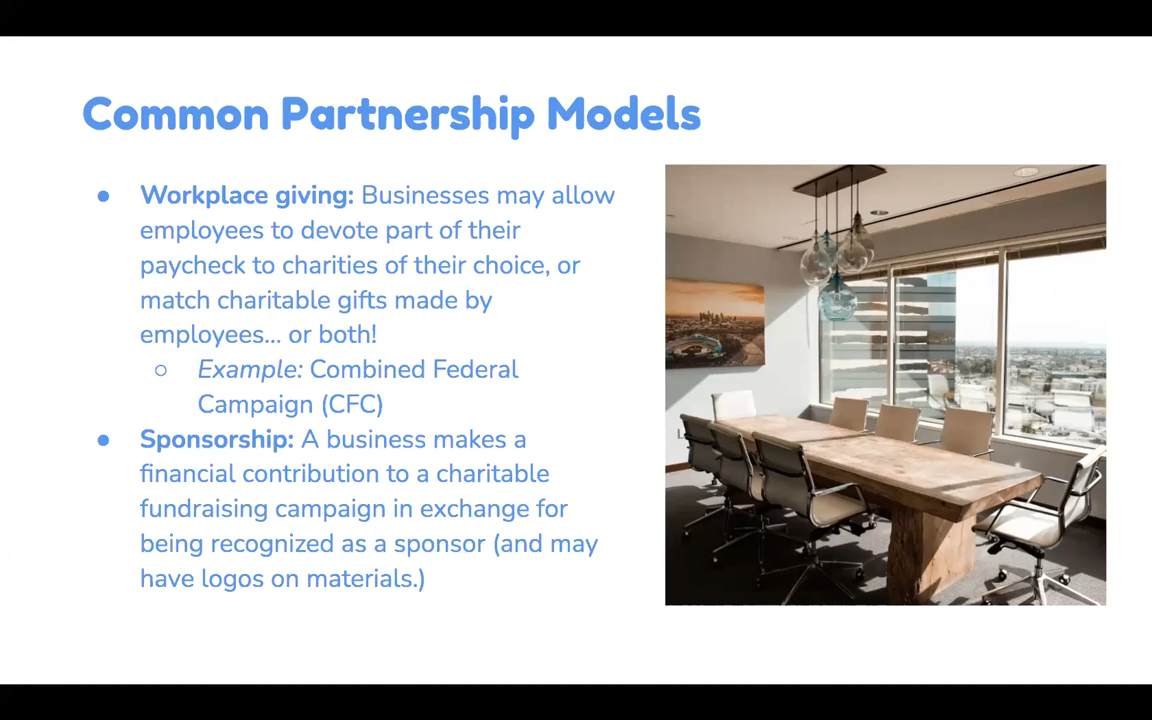 Common Partnership Models
● Workplace giving: Businesses may allow
employees to devote part of their
paycheck to charities of their choice, or
match charitable gifts made by
employees... or both!
○ Example: Combined Federal
Campaign (CFC)
● Sponsorship: A business makes a
financial contribution to a charitable
fundraising campaign in exchange for
being recognized as a sponsor (and may
have logos on materials.)